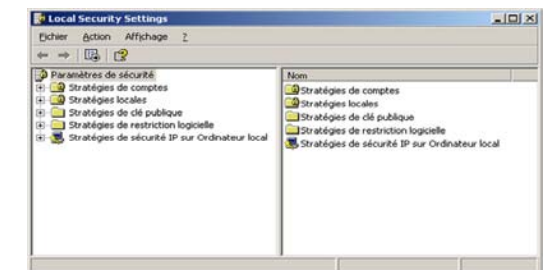 Local Security Settings
Fichier Action Affichage ?
Paramètres de sécurité
Stratégies de comptes
Stratégies locales
Stratégies de clé publique
Stratégies de restriction logicielle
Stratégies de sécurité IP sur Ordinateur local
Nom
Stratégies de comptes
Stratégies locales
Stratégies de clé publique
Stratégies de restriction logicielle
Stratégies de sécurité IP sur Ordinateur local